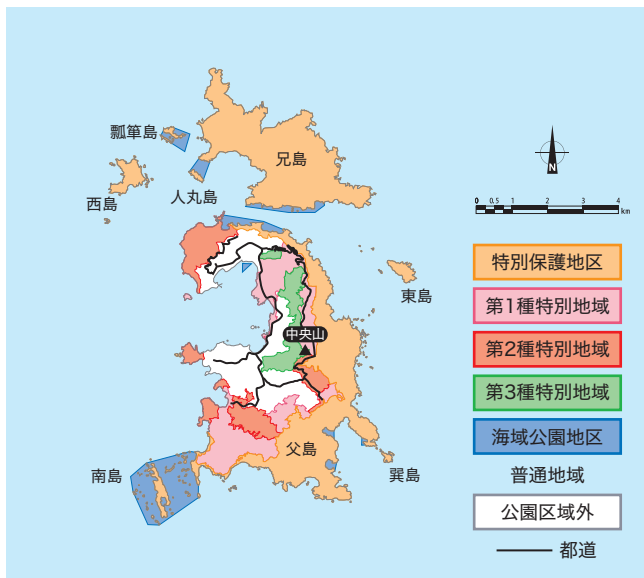 瓢箪島
兄島
西島
人丸島
N
0 0.5 1 2 3 4
km
東島
中央山
父島
南島
巽島
特別保護地区
第1種特別地域
第2種特別地域
第3種特別地域
海域公園地区
普通地域
公園区域外
都道